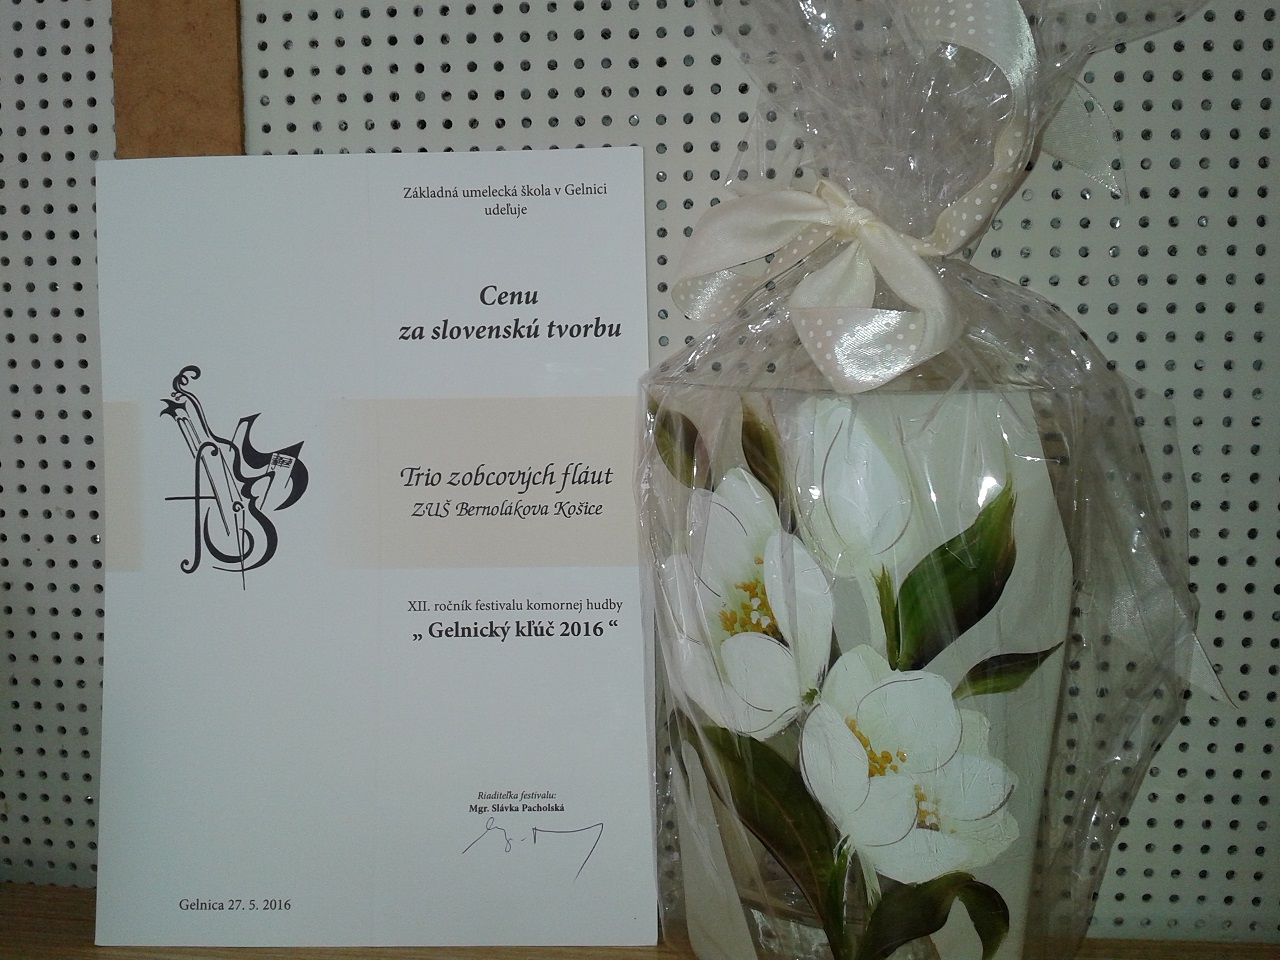 Základná umelecká škola v Gelnici
udeľuje
Cenu
za slovenskú tvorbu
Trio zobcových fláut
ZUŠ Bernolákova Košice
XII. ročník festivalu komornej hudby
„ Gelnický kľúč 2016 “
Riaditeľka festivalu:
Mgr. Slávka Pacholská
Gelnica 27. 5. 2016